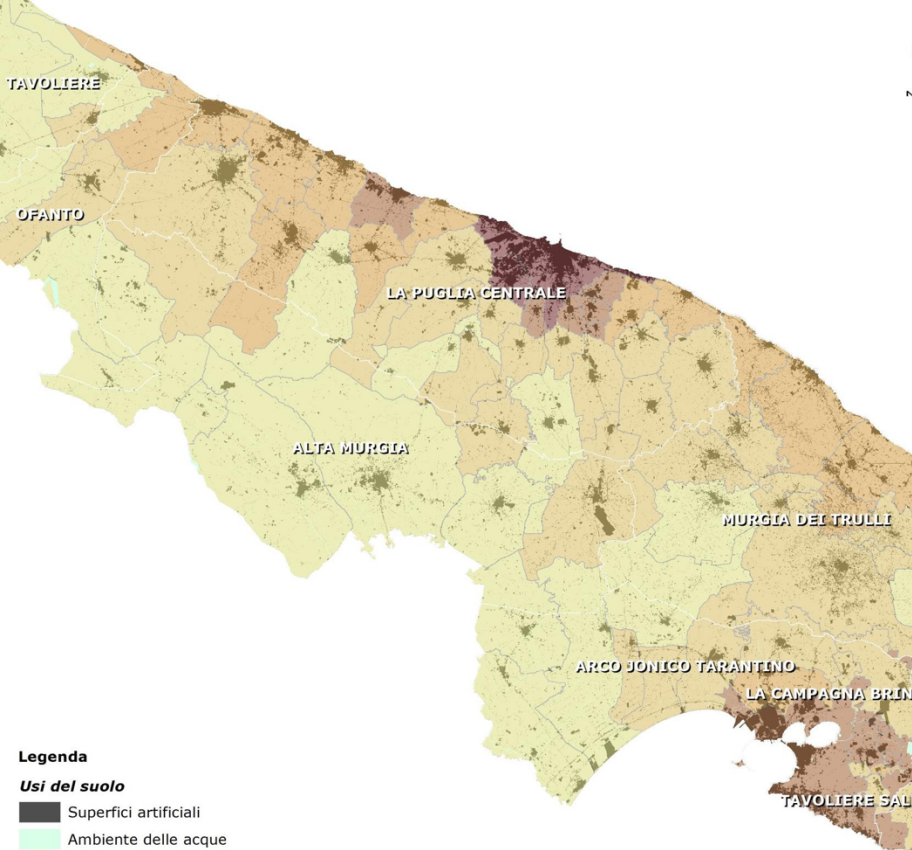 TAVOLIERE
OFANTO
LA PUGLIA CENTRALE
ALTA MURGIA
MURGIA DEI TRULLI
ARCO JONICO TARANTINO
LA CAMPAGNA BRIN
TAVOLIERE SAL
Legenda
Usi del suolo
Superfici artificiali
Ambiente delle acque